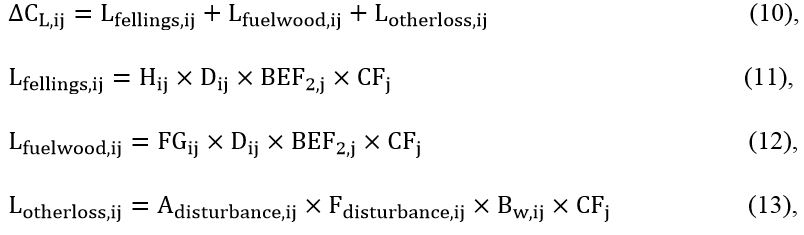 ΔC_L,ij = L_fellings,ij + L_fuelwood,ij + L_otherloss,ij (10),
L_fellings,ij = H_ij × D_ij × BEF_2,j × CF_j (11),
L_fuelwood,ij = FG_ij × D_ij × BEF_2,j × CF_j (12),
L_otherloss,ij = A_disturbance,ij × F_disturbance,ij × B_w,ij × CF_j (13),